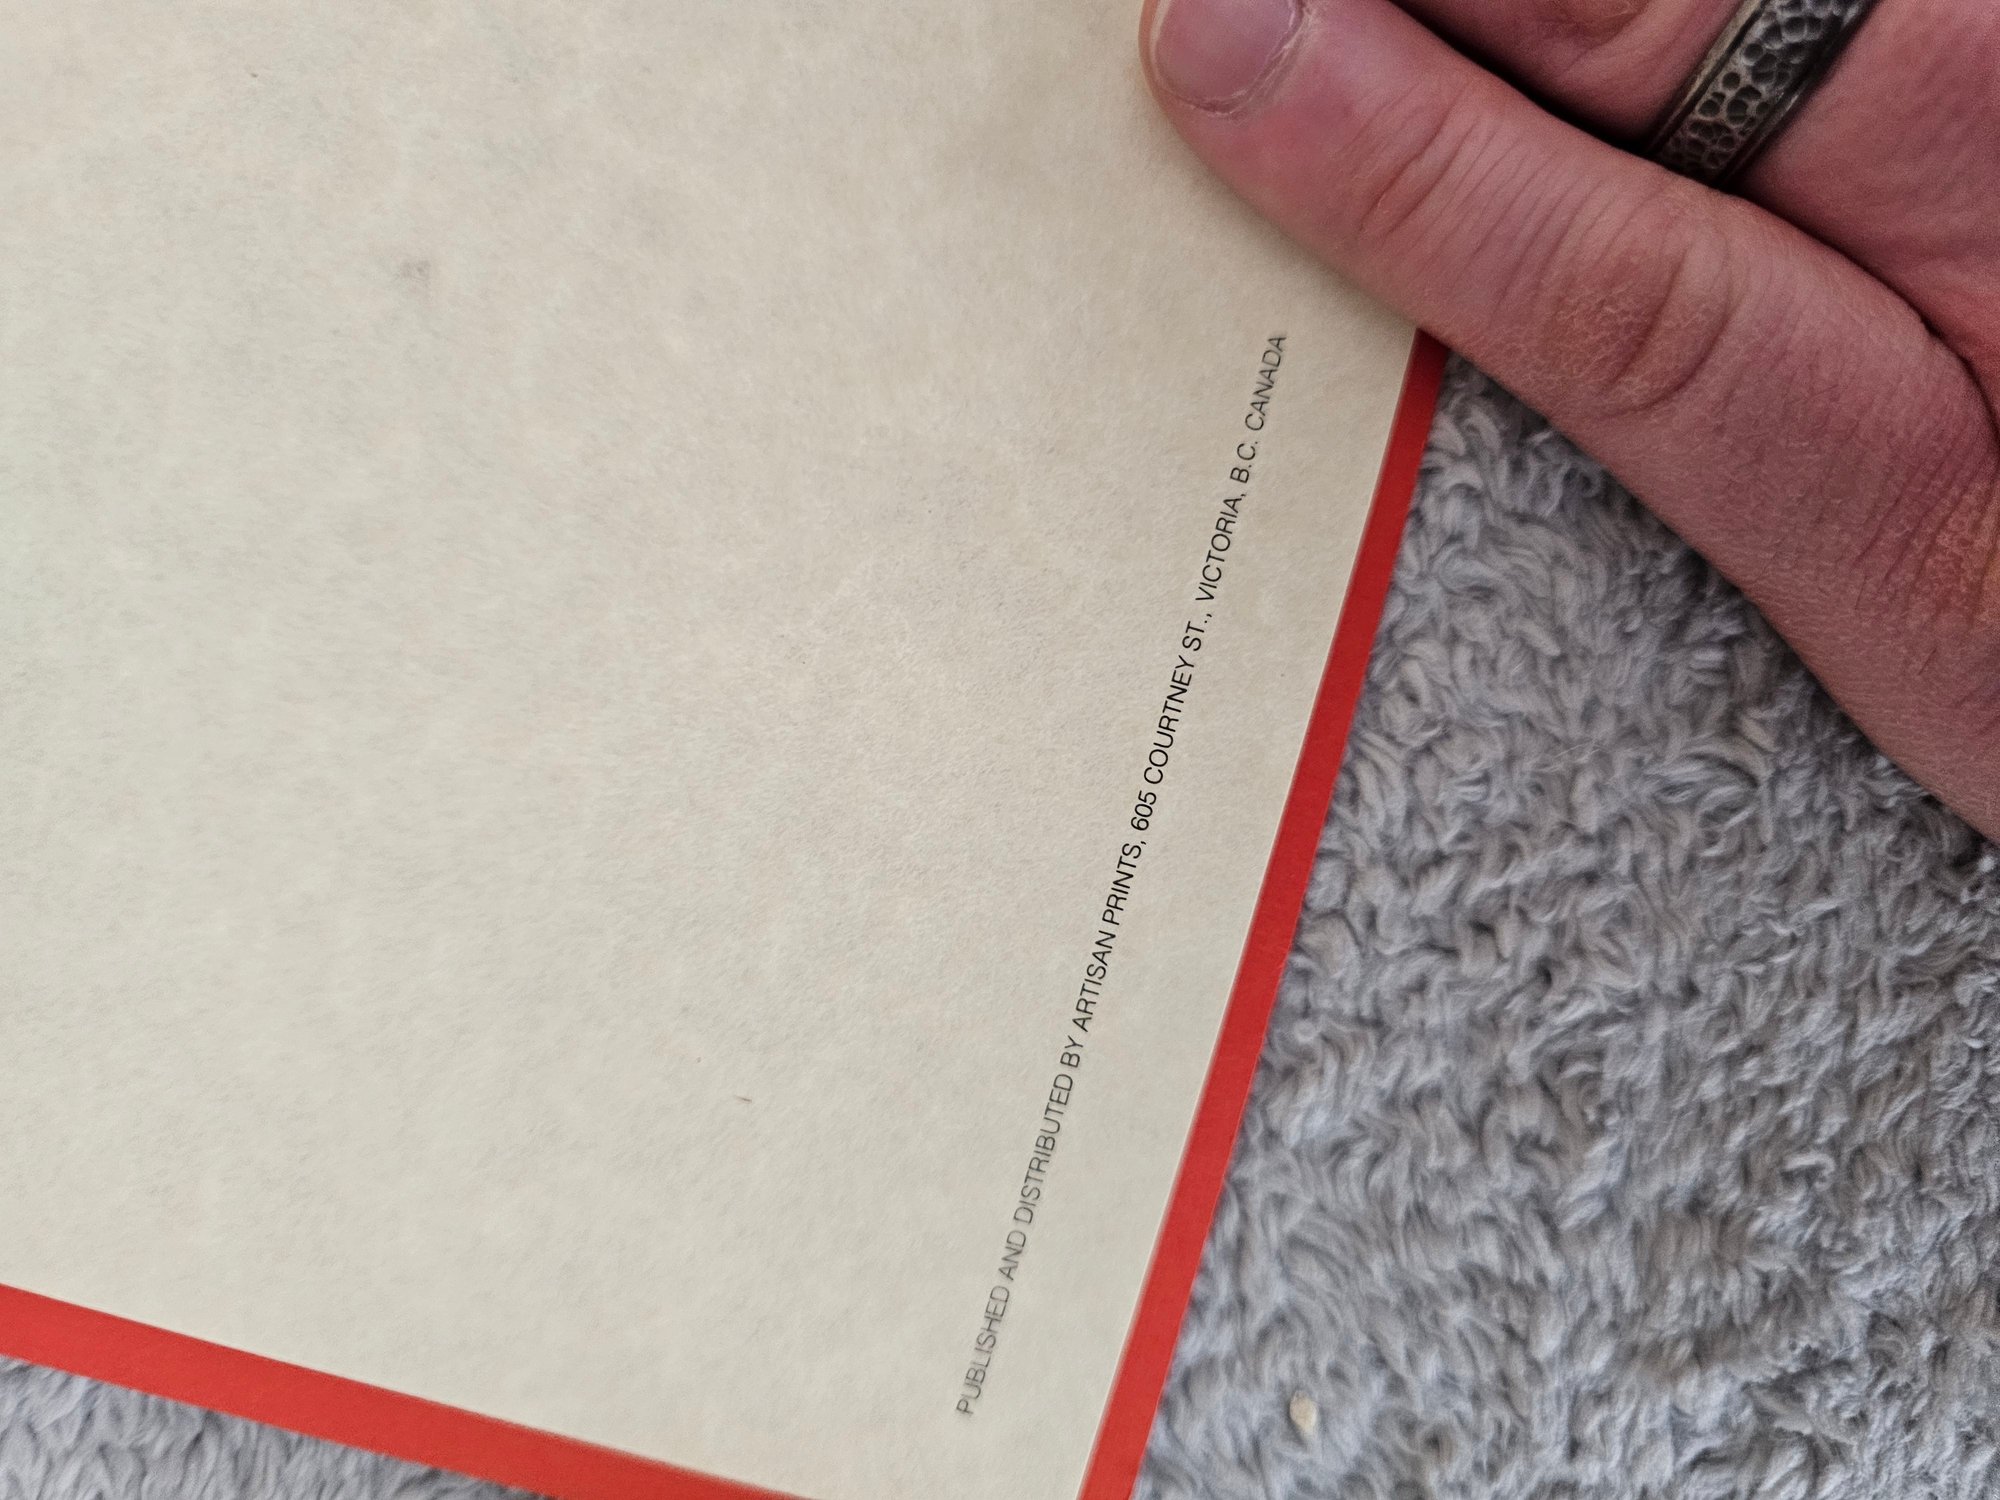 PUBLISHED AND DISTRIBUTED BY ARTISAN PRINTS, 605 COURTNEY ST., VICTORIA, B.C. CANADA